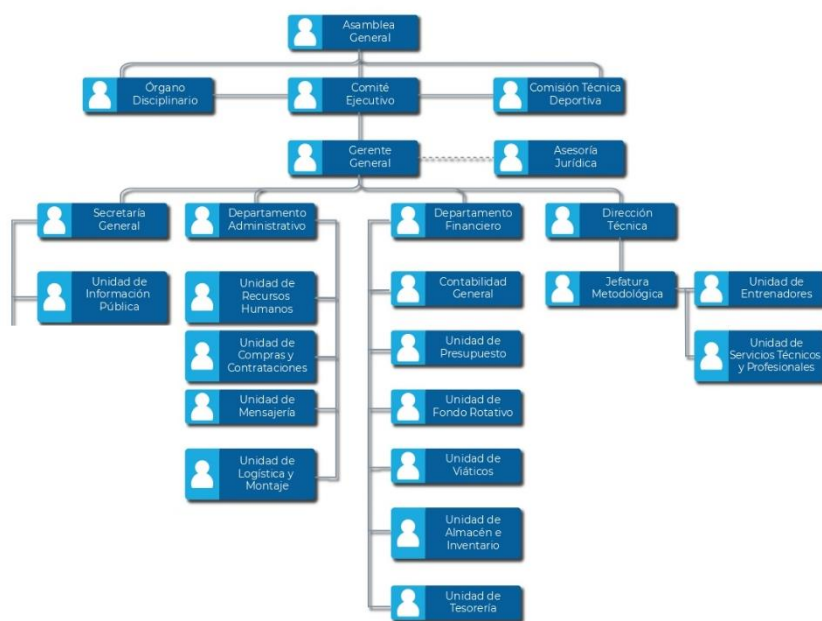 Asamblea
General
Órgano
Disciplinario
Comité
Ejecutivo
Comisión Técnica
Deportiva
Gerente
General
Asesoría
Jurídica
Secretaría
General
Departamento
Administrativo
Departamento
Financiero
Dirección
Técnica
Unidad de
Información
Pública
Unidad de
Recursos
Humanos
Contabilidad
General
Jefatura
Metodológica
Unidad de
Entrenadores
Unidad de
Compras y
Contrataciones
Unidad de
Presupuesto
Unidad de
Servicios Técnicos
y Profesionales
Unidad de
Mensajería
Unidad de
Fondo Rotativo
Unidad de
Logística y
Montaje
Unidad de
Viáticos
Unidad de
Almacén e
Inventario
Unidad de
Tesorería